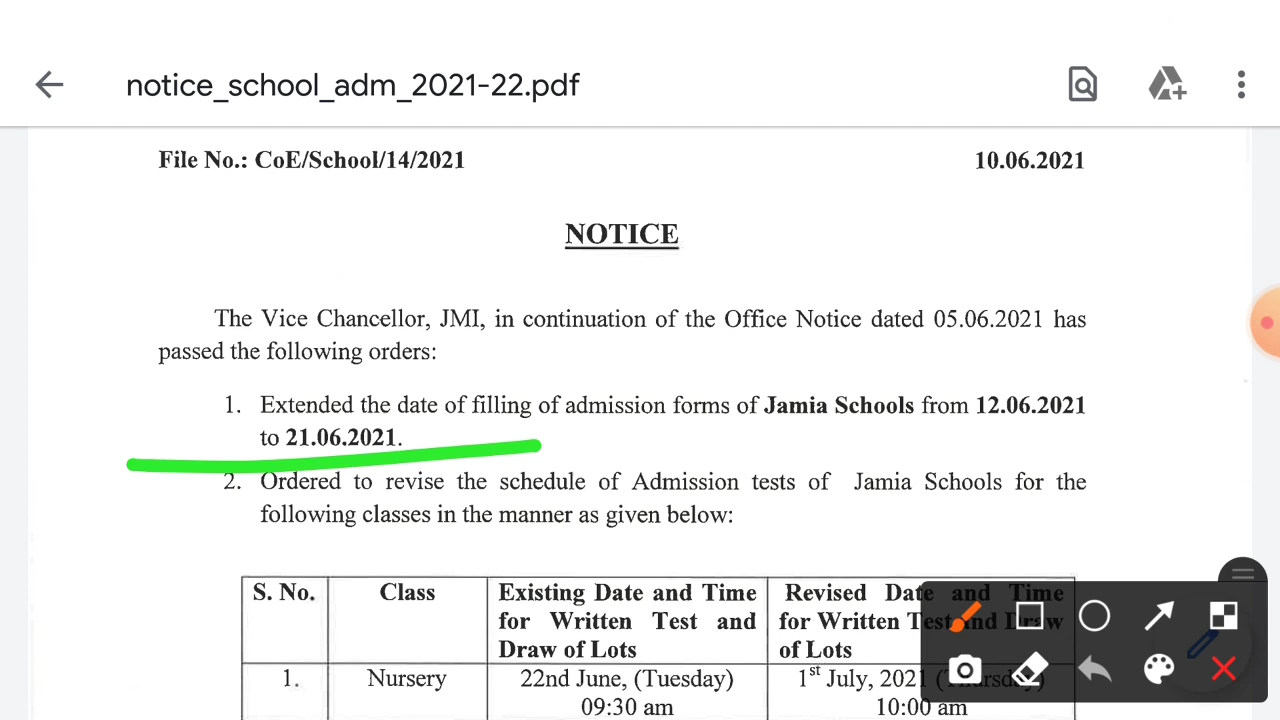 notice_school_adm_2021-22.pdf
File No.: CoE/School/14/2021 10.06.2021
NOTICE
The Vice Chancellor, JMI, in continuation of the Office Notice dated 05.06.2021 has
passed the following orders:
1. Extended the date of filling of admission forms of Jamia Schools from 12.06.2021
to 21.06.2021.
2. Ordered to revise the schedule of Admission tests of Jamia Schools for the
following classes in the manner as given below:
S. No. Class Existing Date and Time Revised Date and Time
for Written Test and for Written Test and Draw
Draw of Lots of Lots
1. Nursery 22nd June, (Tuesday) 1st July, 2021 (Thursday)
09:30 am 10:00 am